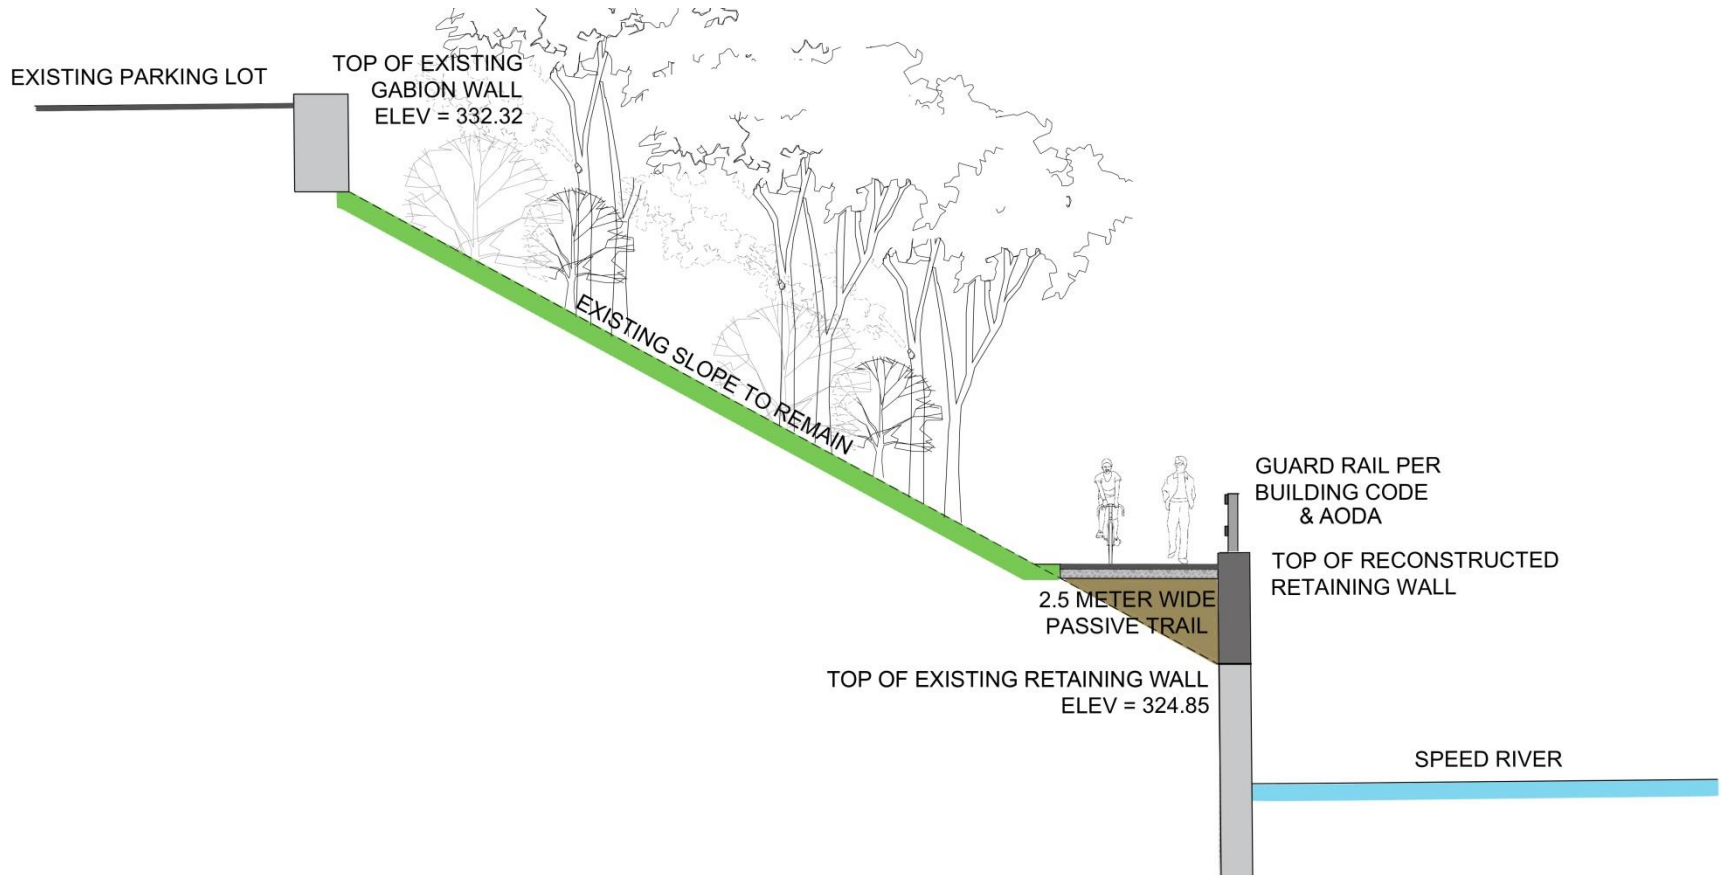 EXISTING PARKING LOT
TOP OF EXISTING
GABION WALL
ELEV = 332.32
EXISTING SLOPE TO REMAIN
GUARD RAIL PER
BUILDING CODE
& AODA
TOP OF RECONSTRUCTED
RETAINING WALL
2.5 METER WIDE
PASSIVE TRAIL
TOP OF EXISTING RETAINING WALL
ELEV = 324.85
SPEED RIVER